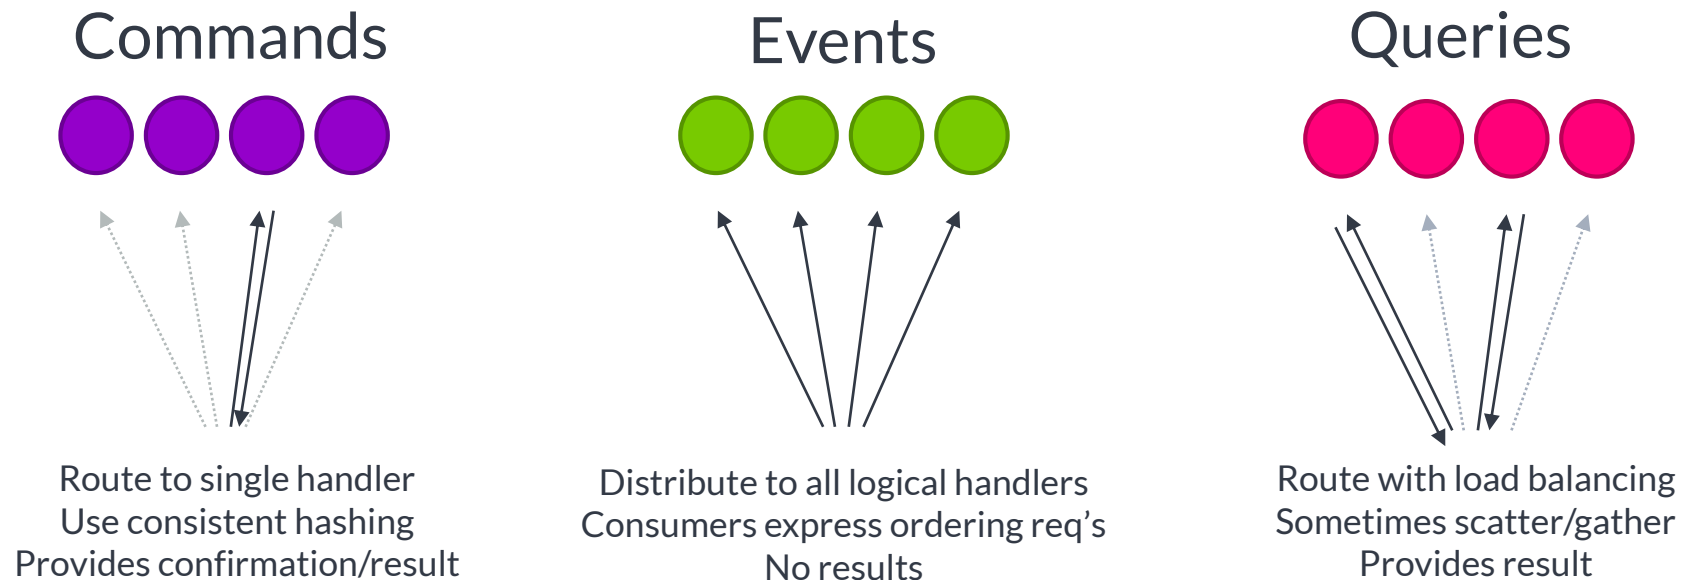 Commands
Route to single handler
Use consistent hashing
Provides confirmation/result
Events
Distribute to all logical handlers
Consumers express ordering req’s
No results
Queries
Route with load balancing
Sometimes scatter/gather
Provides result